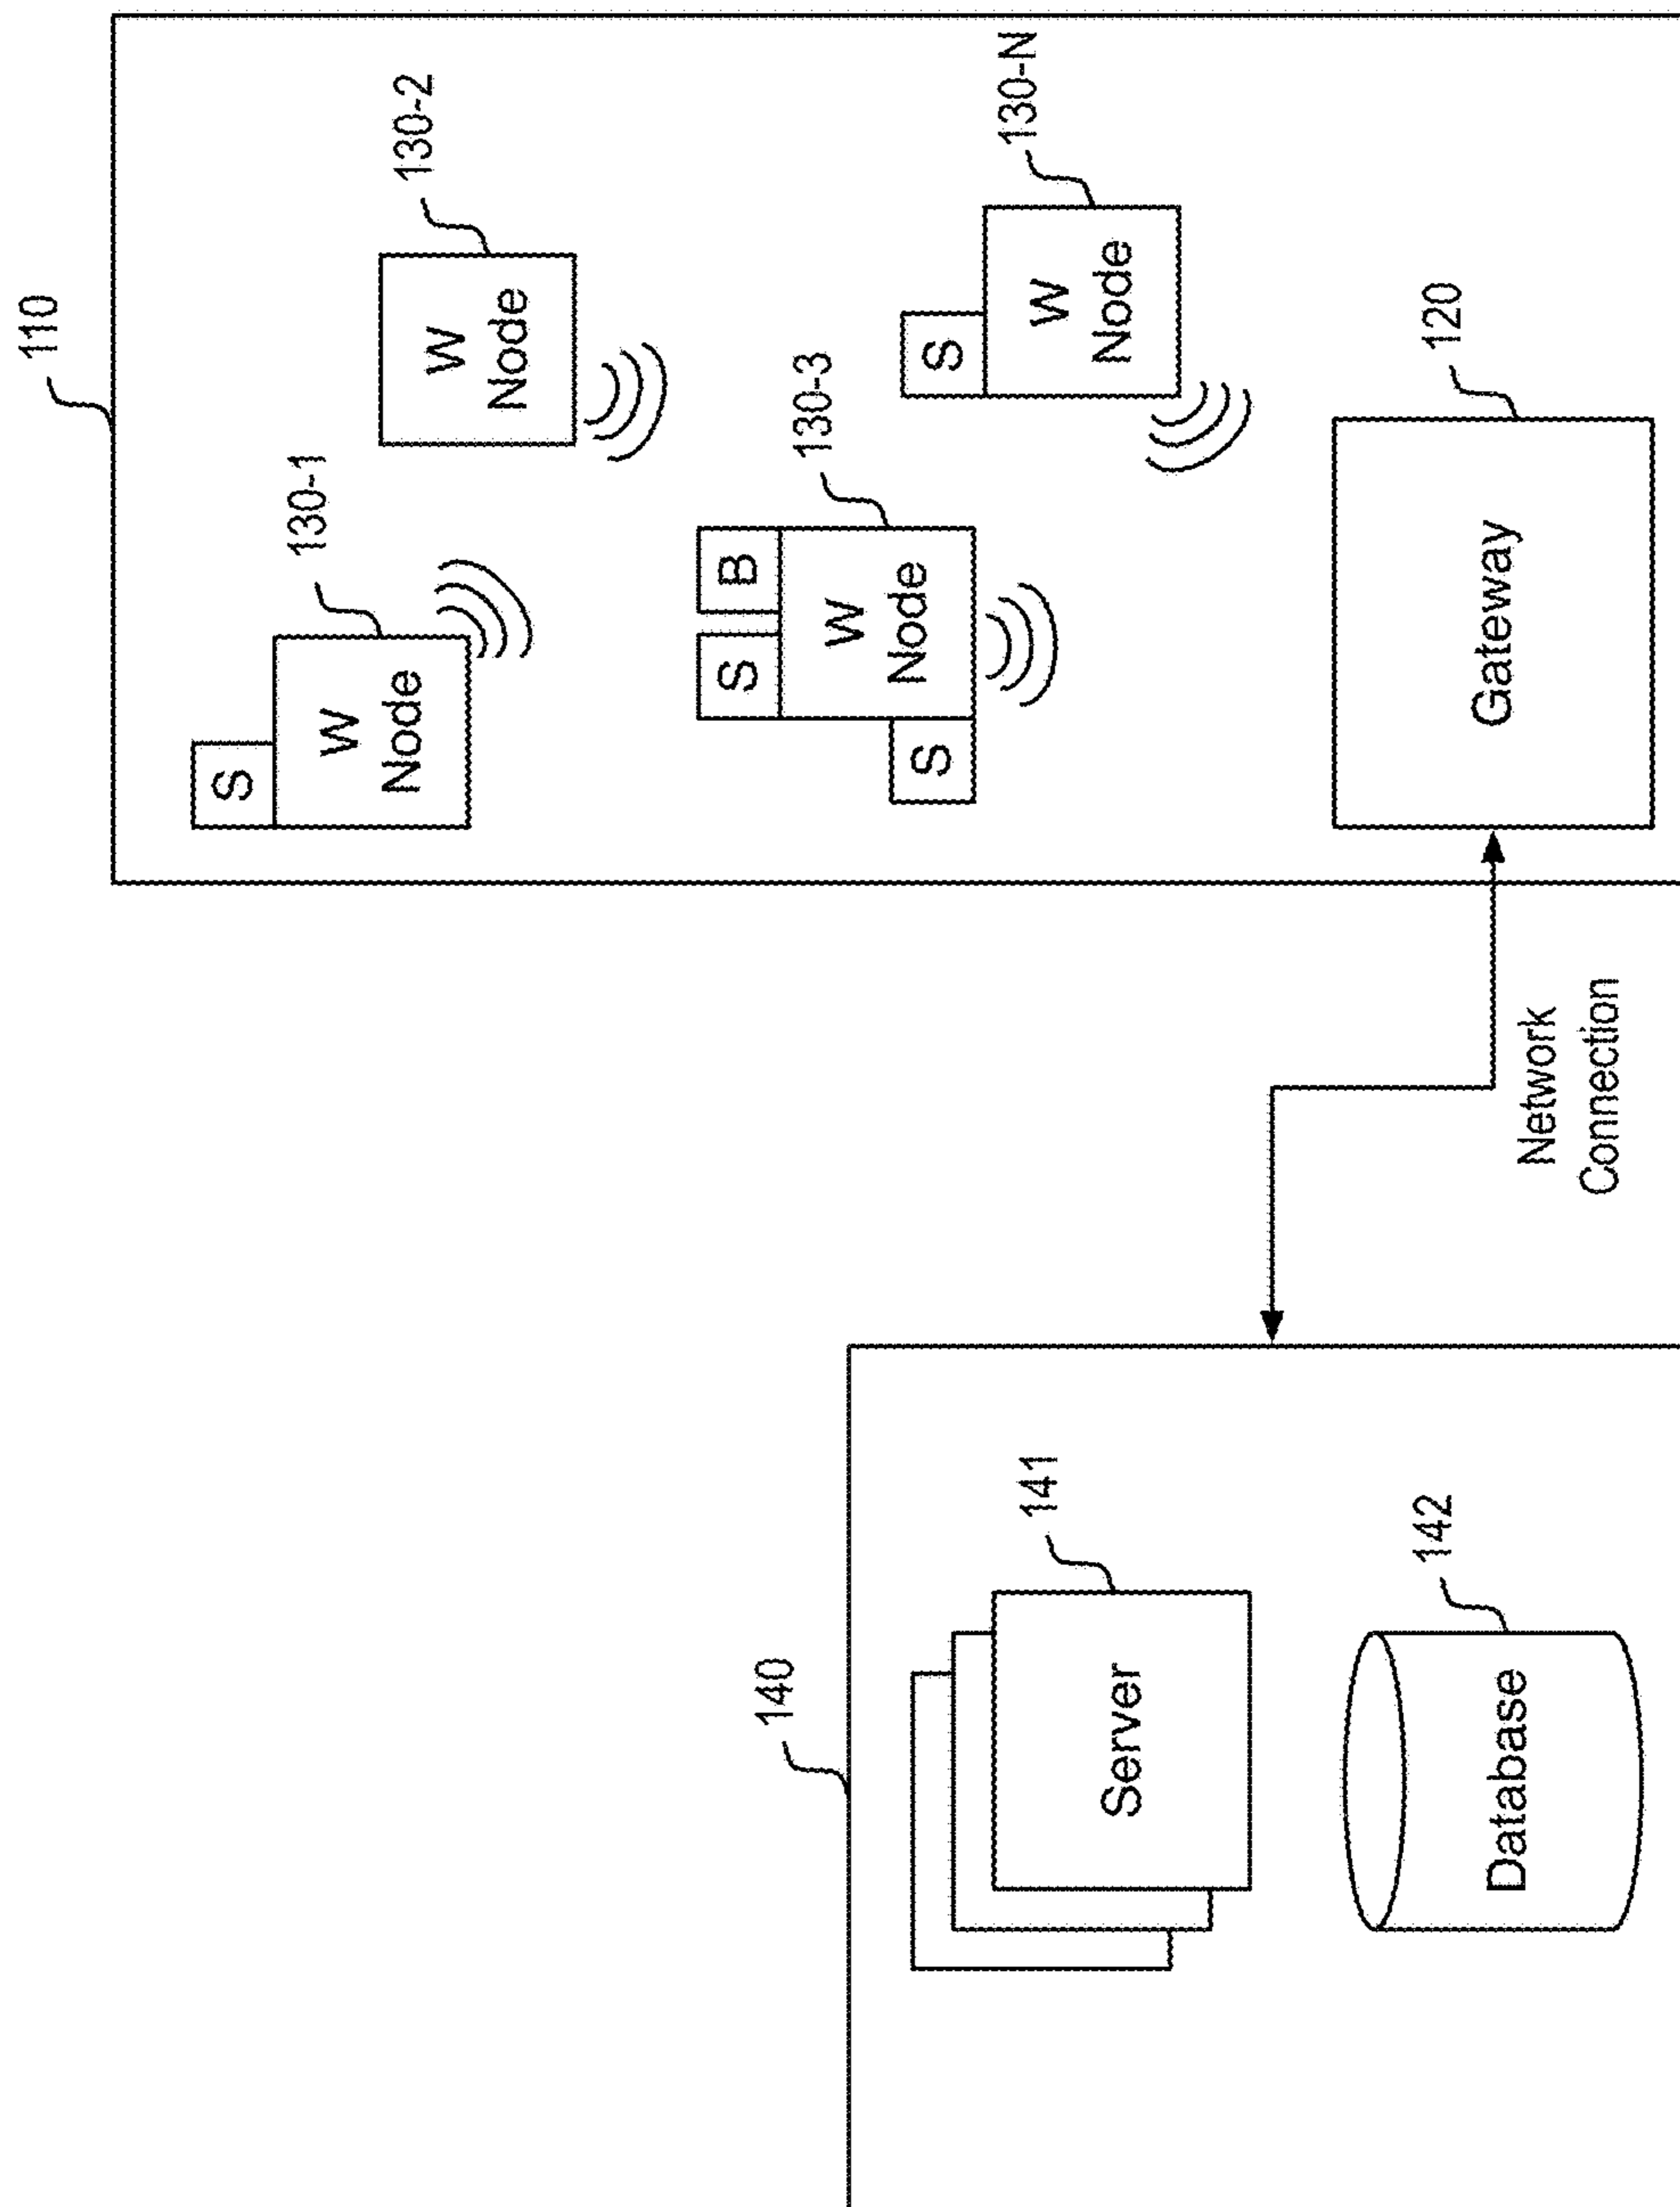 110
S
W
Node
130-1
W
Node
130-2
S
B
S
W
Node
130-3
S
W
Node
130-N
Gateway
120
Network
Connection
140
Server
141
Database
142